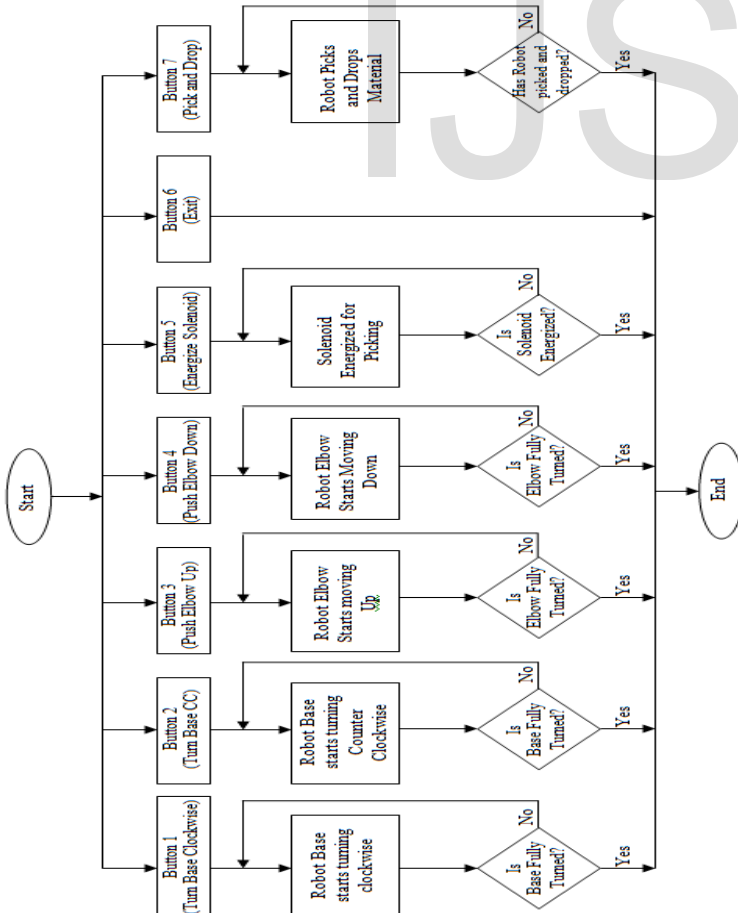 Start
Button 1
(Turn Base Clockwise)
Button 2
(Turn Base CC)
Button 3
(Push Elbow Up)
Button 4
(Push Elbow Down)
Button 5
(Energize Solenoid)
Button 6
(Exit)
Button 7
(Pick and Drop)
Robot Base
starts turning
clockwise
Robot Base
starts turning
Counter
Clockwise
Robot Elbow
Starts moving
Up
Robot Elbow
Starts Moving
Down
Solenoid
Energized for
Picking
Robot Picks
and Drops
Material
Is
Base Fully
Turned?
No
Is
Base Fully
Turned?
No
Is
Elbow Fully
Turned?
No
Is
Elbow Fully
Turned?
No
Is
Solenoid
Energized?
No
Has Robot
picked and
dropped?
No
Yes
Yes
Yes
Yes
Yes
Yes
End
IJS